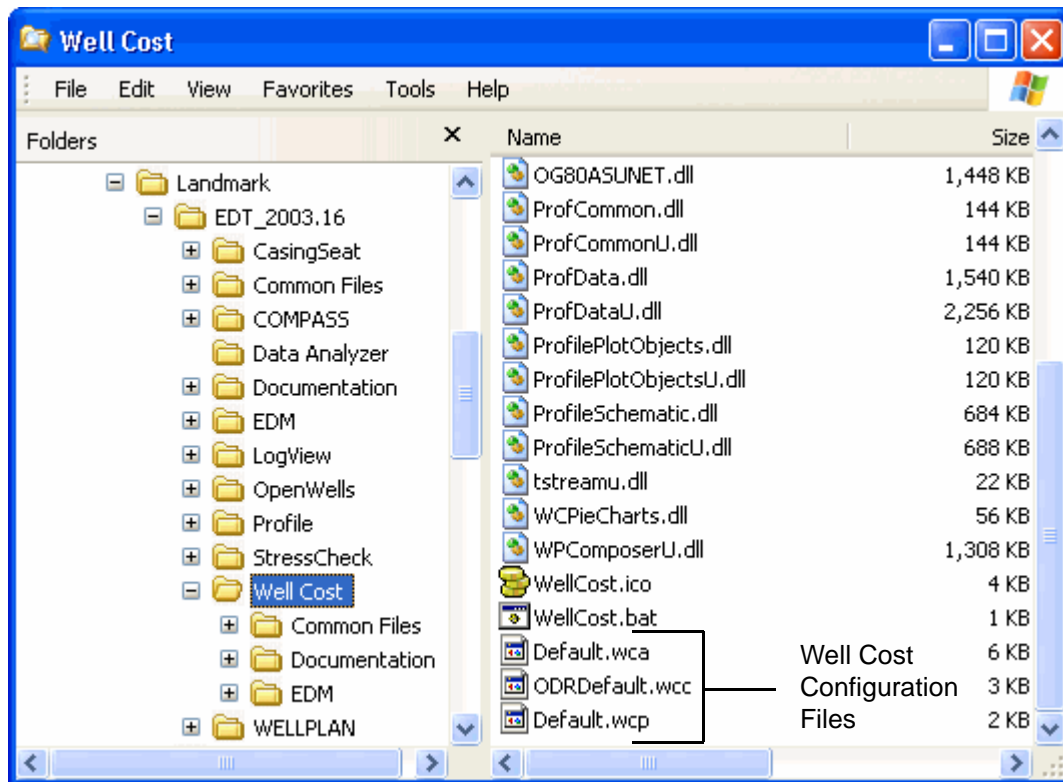 Well Cost
File Edit View Favorites Tools Help
Folders
Landmark
EDT_2003.16
CasingSeat
Common Files
COMPASS
Data Analyzer
Documentation
EDM
LogView
OpenWells
Profile
StressCheck
Well Cost
Common Files
Documentation
EDM
WELLPLAN
Name Size
OG80ASUNET.dll 1,448 KB
ProfCommon.dll 144 KB
ProfCommonU.dll 144 KB
ProfData.dll 1,540 KB
ProfDataU.dll 2,256 KB
ProfilePlotObjects.dll 120 KB
ProfilePlotObjectsU.dll 120 KB
ProfileSchematic.dll 684 KB
ProfileSchematicU.dll 688 KB
tstreamu.dll 22 KB
WCPieCharts.dll 56 KB
WPComposerU.dll 1,308 KB
WellCost.ico 4 KB
WellCost.bat 1 KB
Default.wca 6 KB
ODRDefault.wcc 3 KB
Default.wcp 2 KB
Well Cost
Configuration
Files